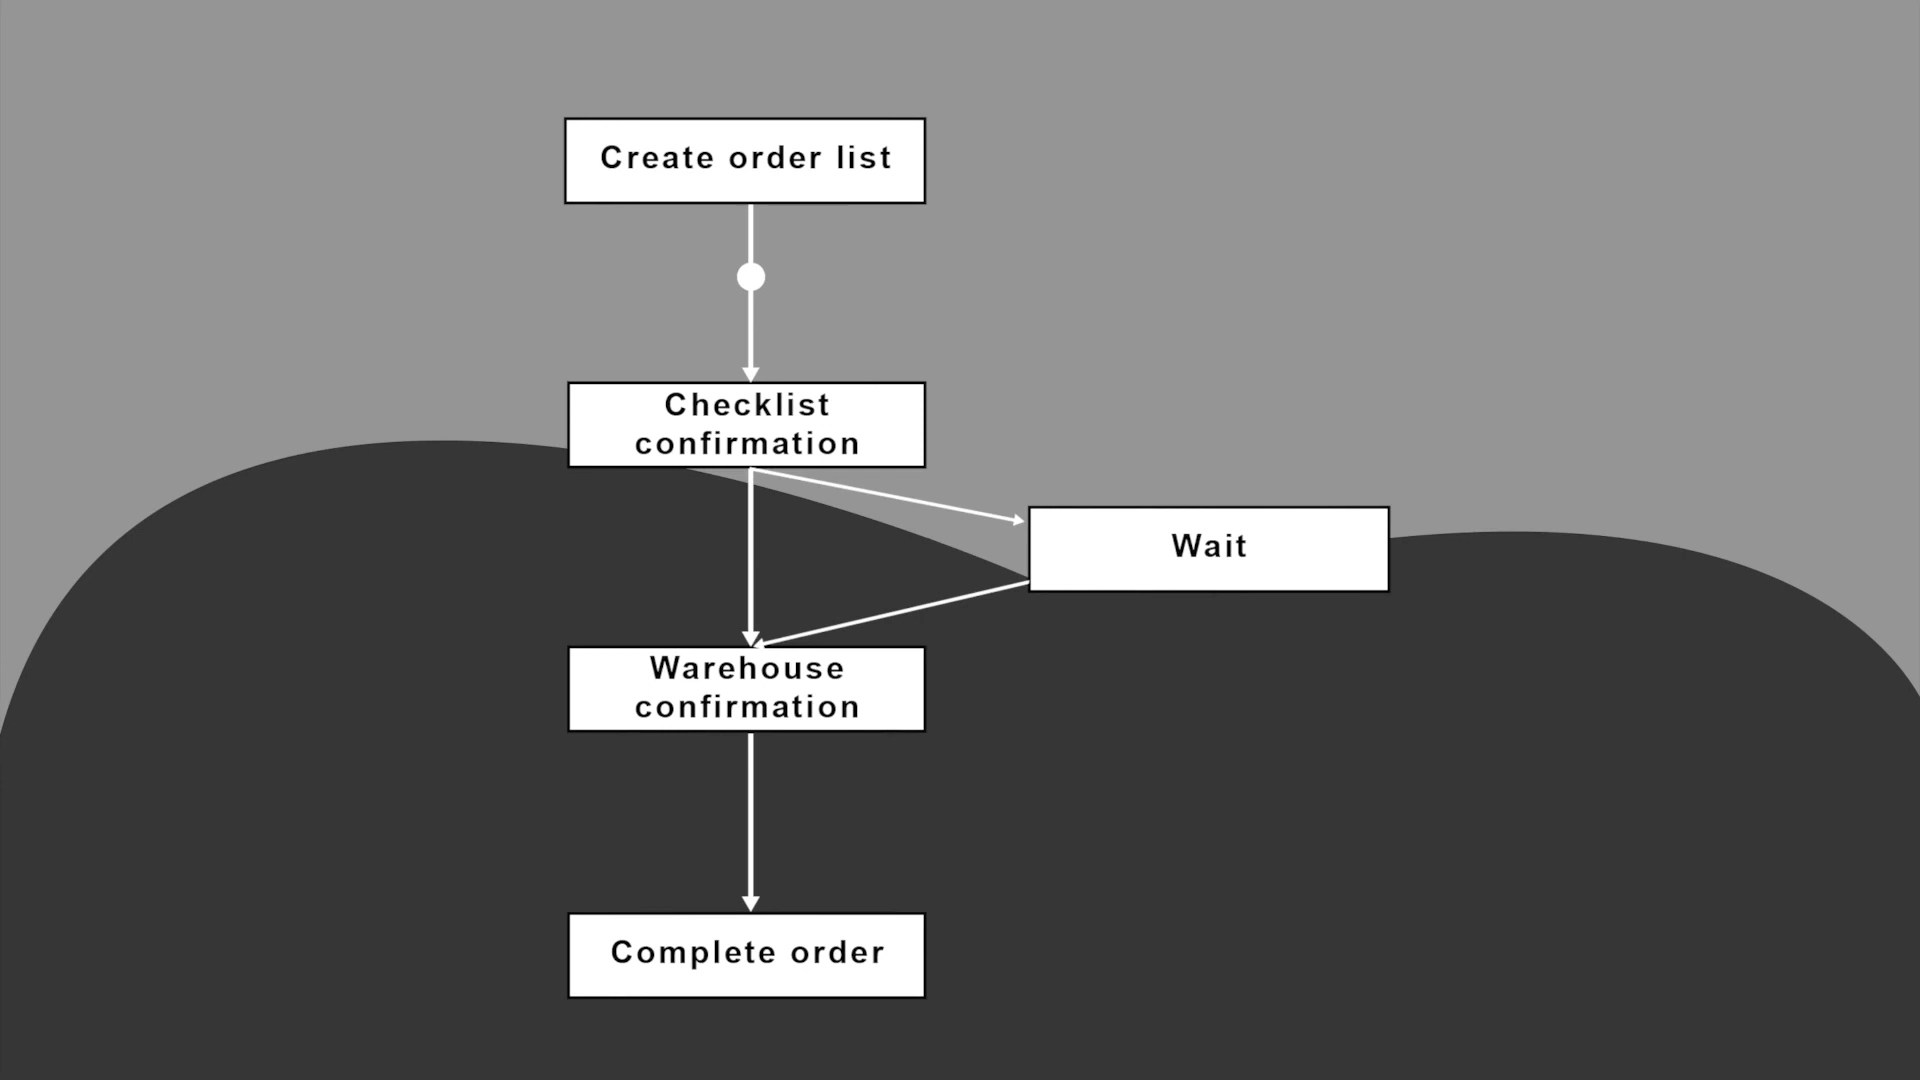 Create order list
Checklist
confirmation
Wait
Warehouse
confirmation
Complete order